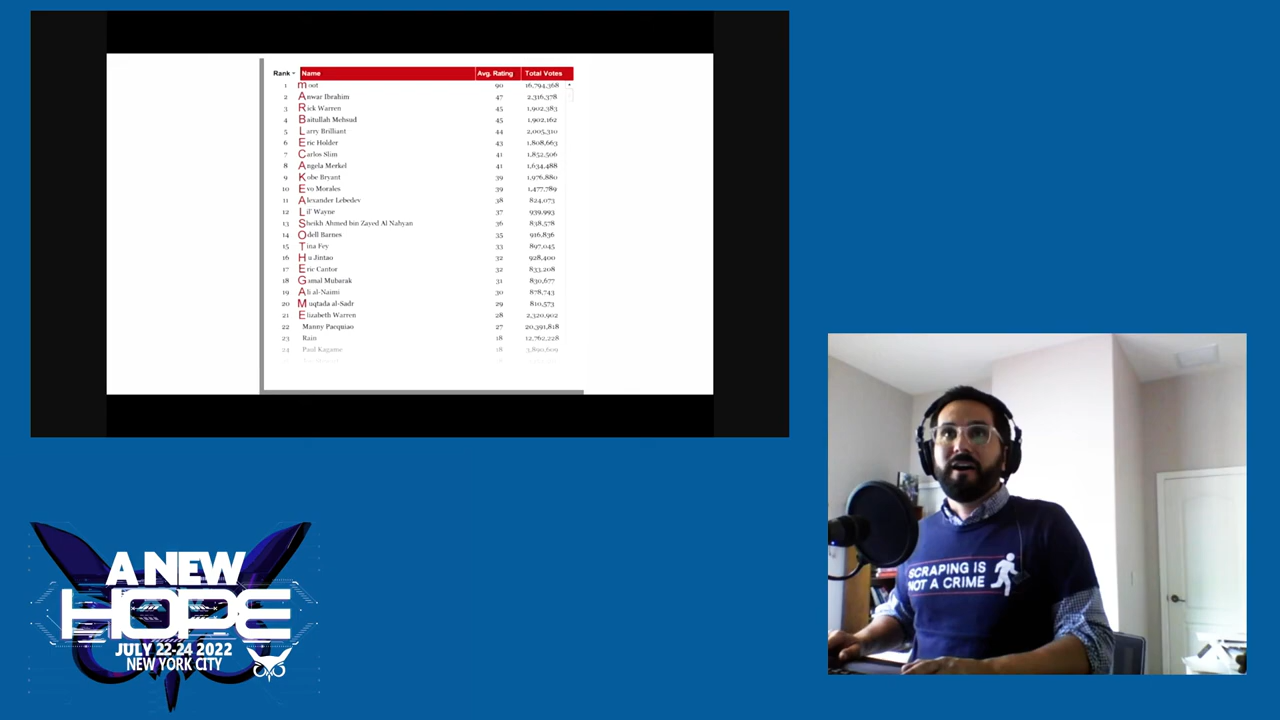 Rank Name Avg. Rating Total Votes
1 moot 90 16,794,368
2 Anwar Ibrahim 47 2,316,378
3 Rick Warren 45 1,902,383
4 Baitullah Mehsud 45 1,902,162
5 Larry Brilliant 44 2,005,310
6 Eric Holder 43 1,808,663
7 Carlos Slim 41 1,852,506
8 Angela Merkel 41 1,634,488
9 Kobe Bryant 39 1,976,880
10 Evo Morales 39 1,477,789
11 Alexander Lebedev 38 824,073
12 Lil' Wayne 37 939,993
13 Sheikh Ahmed bin Zayed Al Nahyan 36 838,578
14 Odell Barnes 35 916,836
15 Tina Fey 33 897,045
16 Hu Jintao 32 928,400
17 Eric Cantor 32 833,208
18 Gamal Mubarak 31 830,677
19 Ali al-Naimi 30 878,743
20 Muqtada al-Sadr 29 810,573
21 Elizabeth Warren 28 2,320,902
22 Manny Pacquiao 27 20,391,818
23 Rain 18 12,762,228
24 Paul Kagame 18 3,890,609
SCRAPING IS
NOT A CRIME
A NEW
HOPE
JULY 22-24 2022
NEW YORK CITY